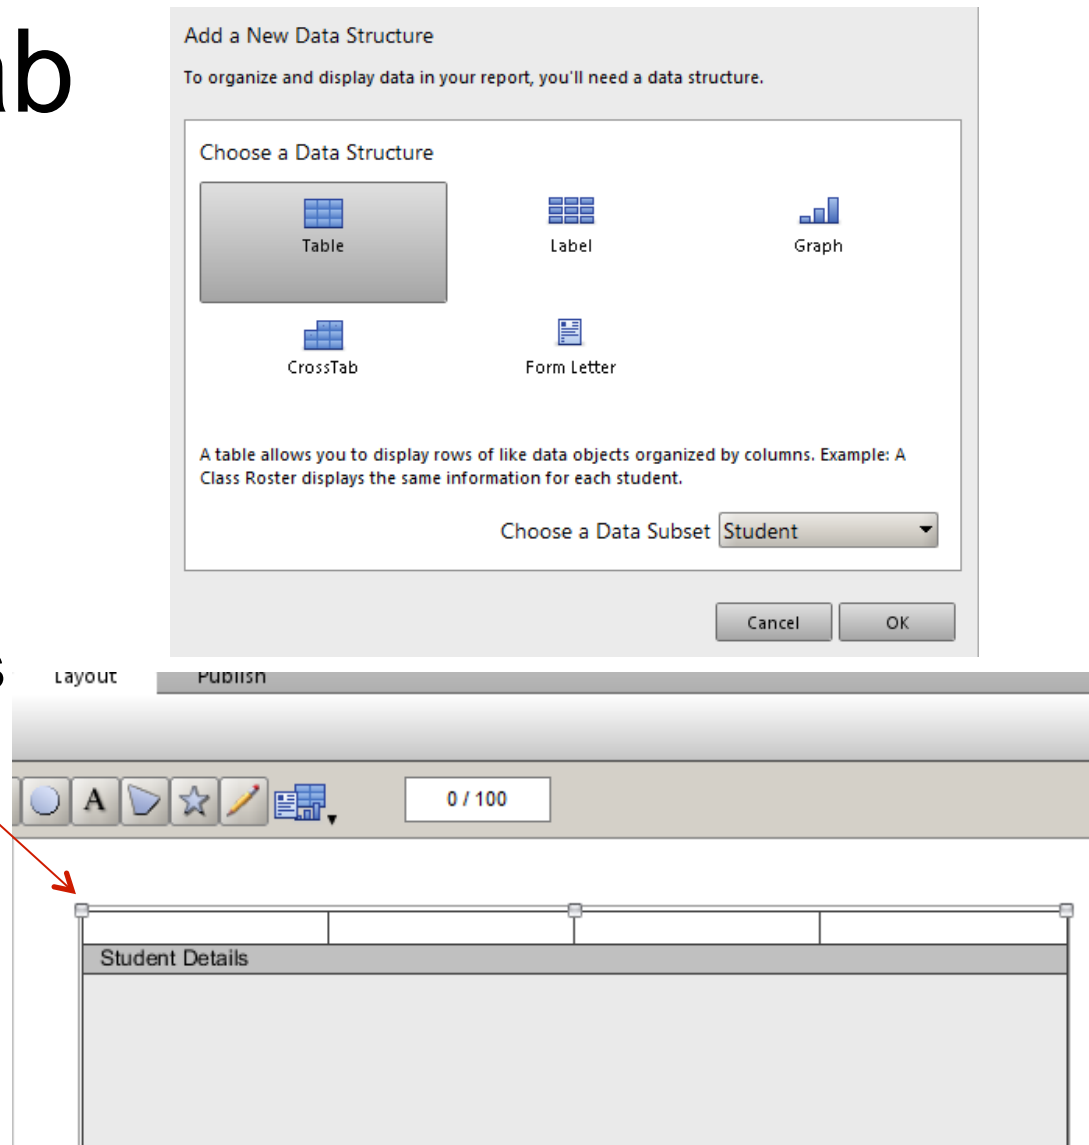 ab
Add a New Data Structure
To organize and display data in your report, you'll need a data structure.
Choose a Data Structure
Table
Label
Graph
CrossTab
Form Letter
A table allows you to display rows of like data objects organized by columns. Example: A
Class Roster displays the same information for each student.
Choose a Data Subset Student
Cancel
OK
s
Layout
Publish
A
0 / 100
Student Details